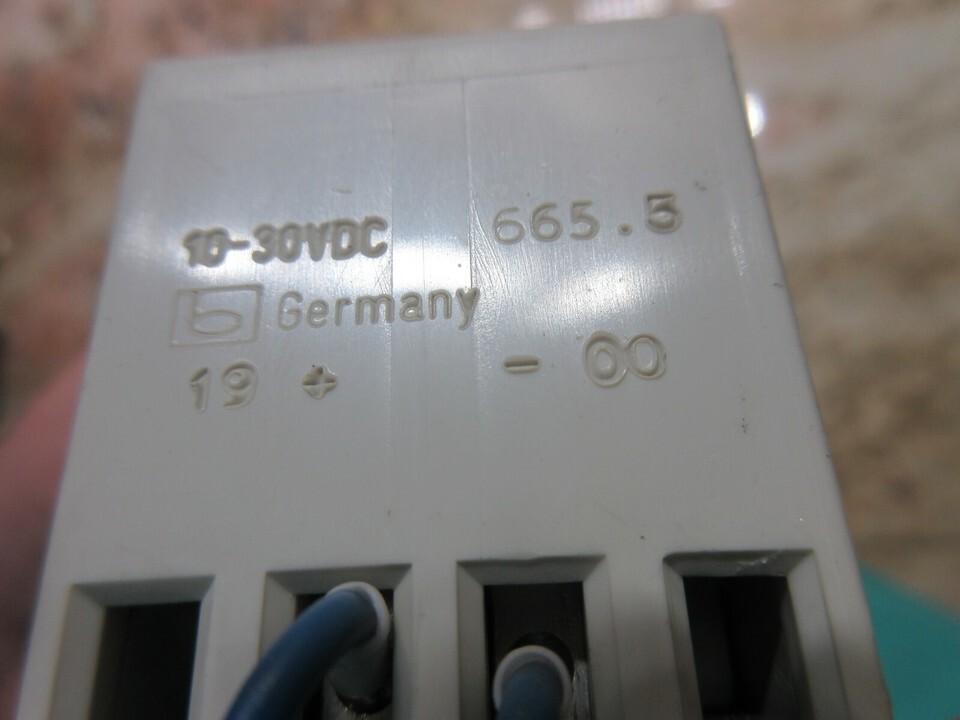 10-30VDC 665.5
b Germany
19 + - 00